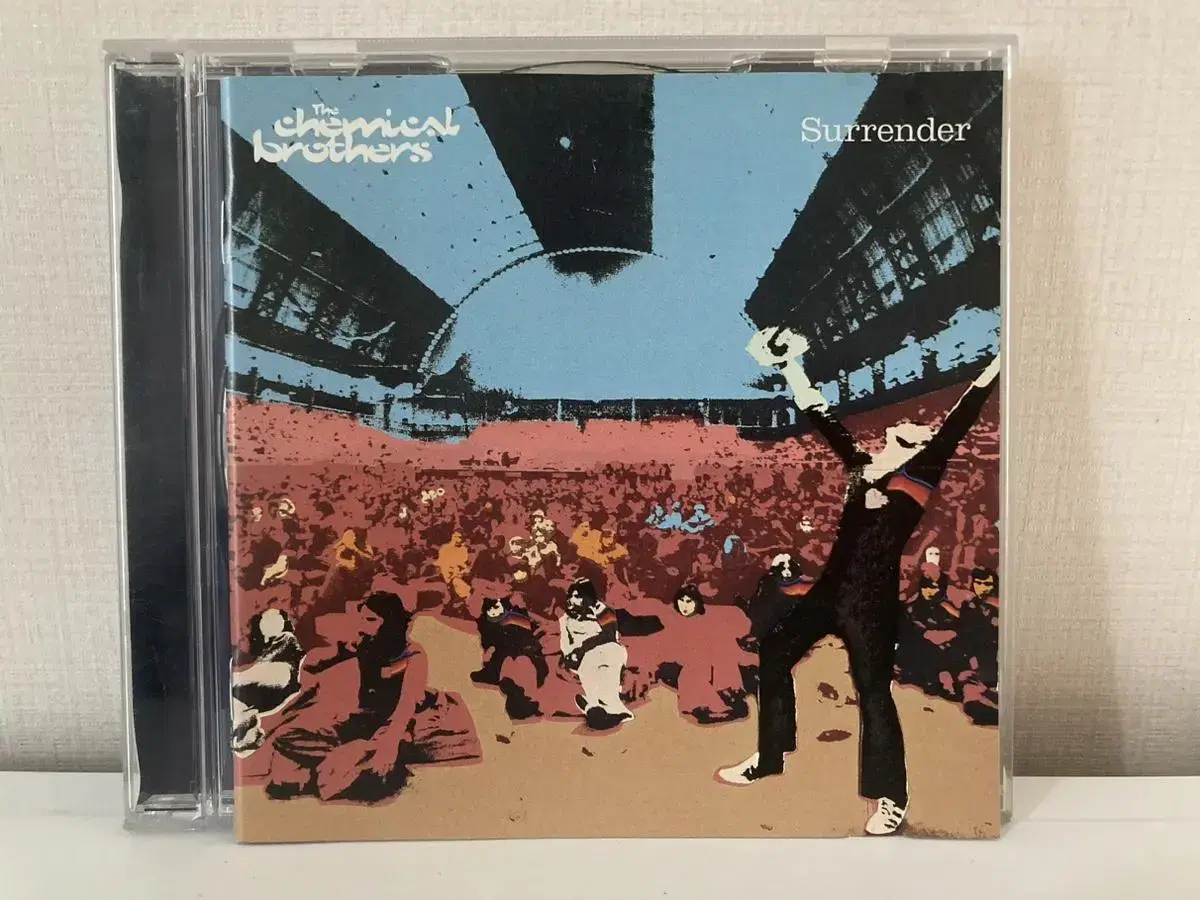 The
chemical
brothers
Surrender